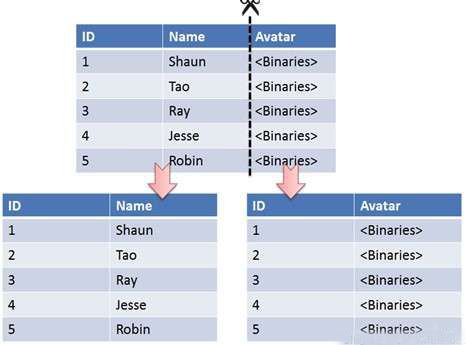 ID Name Avatar
1 Shaun <Binaries>
2 Tao <Binaries>
3 Ray <Binaries>
4 Jesse <Binaries>
5 Robin <Binaries>
ID Name
1 Shaun
2 Tao
3 Ray
4 Jesse
5 Robin
ID Avatar
1 <Binaries>
2 <Binaries>
3 <Binaries>
4 <Binaries>
5 <Binaries>